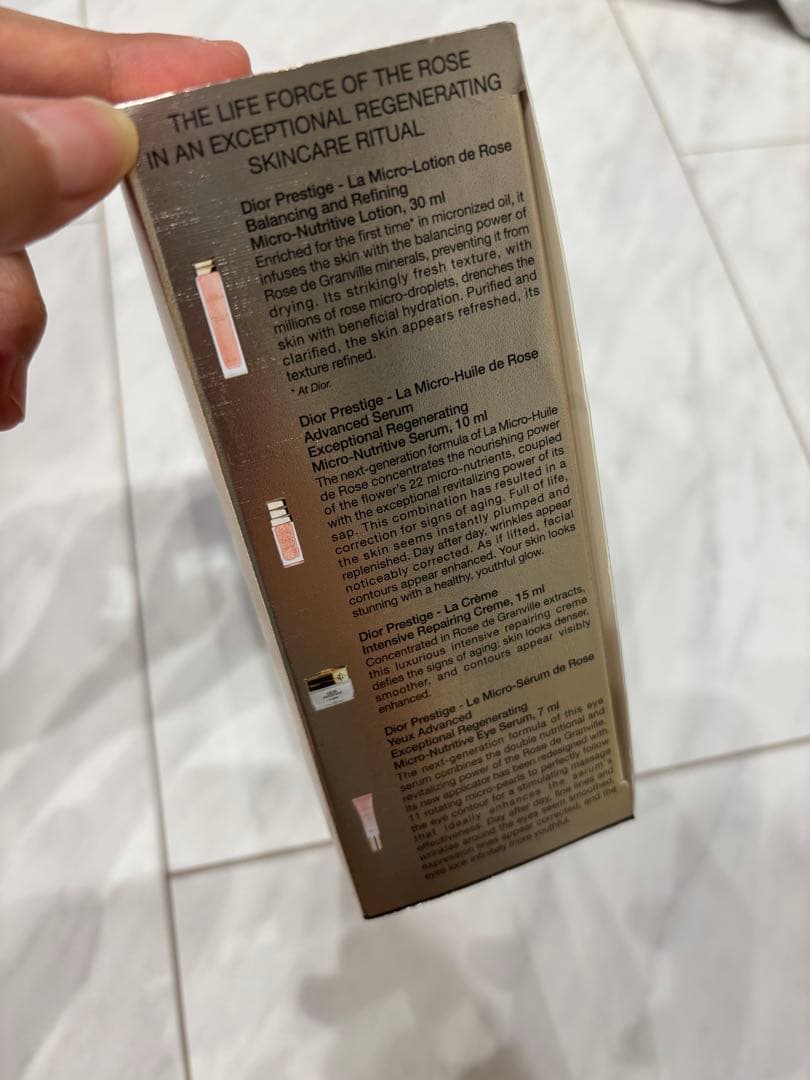 THE LIFE FORCE OF THE ROSE
IN AN EXCEPTIONAL REGENERATING
SKINCARE RITUAL
Dior Prestige - La Micro-Lotion de Rose
Balancing and Refining
Micro-Nutritive Lotion, 30 ml
Enriched for the first time* in micronized oil, it
infuses the skin with the balancing power of
Rose de Granville minerals, preventing it from
drying. Its strikingly fresh texture, with
millions of rose micro-droplets, drenches the
skin with beneficial hydration. Purified and
clarified, the skin appears refreshed, its
texture refined.
* At Dior.
Dior Prestige - La Micro-Huile de Rose
Advanced Serum
Exceptional Regenerating
Micro-Nutritive Serum, 10 ml
The next-generation formula of La Micro-Huile
de Rose concentrates the nourishing power
of the flower's 22 micro-nutrients, coupled
with the exceptional revitalizing power of its
sap. This combination has resulted in a
correction for signs of aging. Full of life,
the skin seems instantly plumped and
replenished. Day after day, wrinkles appear
noticeably corrected. As if lifted, facial
contours appear enhanced. Your skin looks
stunning with a healthy, youthful glow.
Dior Prestige - La Crème
Intensive Repairing Creme, 15 ml
Concentrated in Rose de Granville extracts,
this luxurious intensive repairing creme
defies the signs of aging: skin looks denser,
smoother, and contours appear visibly
enhanced.
Dior Prestige - Le Micro-Sérum de Rose
Yeux Advanced
Exceptional Regenerating
Micro-Nutritive Eye Serum, 7 ml
The next-generation formula of this eye
serum combines the double nutritional and
revitalizing power of the Rose de Granville.
Its new applicator has been redesigned with
11 rotating micro-pearls to perfectly follow
the eye contour for a stimulating massage
that ideally enhances the serum's
effectiveness. Day after day, fine lines and
wrinkles around the eyes seem smoothed,
expression lines appear corrected, and the
eyes look infinitely more youthful.